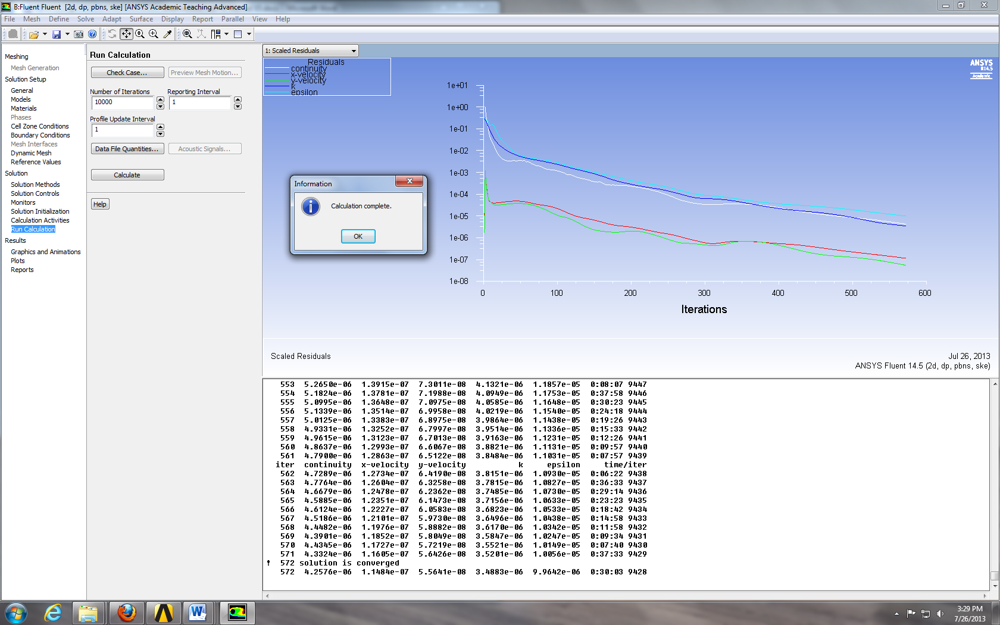 B:Fluent Fluent [2d, dp, pbns, ske] [ANSYS Academic Teaching Advanced]
File Mesh Define Solve Adapt Surface Display Report Parallel View Help
Meshing
Mesh Generation
Solution Setup
General
Models
Materials
Phases
Cell Zone Conditions
Boundary Conditions
Mesh Interfaces
Dynamic Mesh
Reference Values
Solution
Solution Methods
Solution Controls
Monitors
Solution Initialization
Calculation Activities
Run Calculation
Results
Graphics and Animations
Plots
Reports
Run Calculation
Check Case... Preview Mesh Motion...
Number of Iterations Reporting Interval
10000 1
Profile Update Interval
1
Data File Quantities... Acoustic Signals...
Calculate
Help
1: Scaled Residuals
Residuals
continuity
x-velocity
y-velocity
k
epsilon
ANSYS
R14.5
Academic
1e+01
1e+00
1e-01
1e-02
1e-03
1e-04
1e-05
1e-06
1e-07
1e-08
0 100 200 300 400 500 600
Iterations
Information
Calculation complete.
OK
Scaled Residuals
Jul 26, 2013
ANSYS Fluent 14.5 (2d, dp, pbns, ske)
553 5.2650e-06 1.3915e-07 7.3011e-08 4.1321e-06 1.1857e-05 0:08:07 9447
554 5.1824e-06 1.3781e-07 7.1988e-08 4.0949e-06 1.1753e-05 0:37:58 9446
555 5.0995e-06 1.3648e-07 7.0975e-08 4.0585e-06 1.1648e-05 0:30:23 9445
556 5.1339e-06 1.3514e-07 6.9958e-08 4.0219e-06 1.1540e-05 0:24:18 9444
557 5.0125e-06 1.3383e-07 6.8975e-08 3.9864e-06 1.1438e-05 0:19:26 9443
558 4.9331e-06 1.3252e-07 6.7997e-08 3.9514e-06 1.1336e-05 0:15:33 9442
559 4.9615e-06 1.3123e-07 6.7013e-08 3.9163e-06 1.1231e-05 0:12:26 9441
560 4.8637e-06 1.2993e-07 6.6067e-08 3.8821e-06 1.1131e-05 0:09:57 9440
561 4.7900e-06 1.2863e-07 6.5122e-08 3.8484e-06 1.1031e-05 0:07:57 9439
iter continuity x-velocity y-velocity k epsilon time/iter
562 4.7289e-06 1.2734e-07 6.4190e-08 3.8151e-06 1.0930e-05 0:06:22 9438
563 4.7764e-06 1.2604e-07 6.3258e-08 3.7815e-06 1.0827e-05 0:36:33 9437
564 4.6679e-06 1.2478e-07 6.2362e-08 3.7485e-06 1.0730e-05 0:29:14 9436
565 4.5885e-06 1.2351e-07 6.1473e-08 3.7156e-06 1.0633e-05 0:23:23 9435
566 4.6124e-06 1.2227e-07 6.0583e-08 3.6823e-06 1.0533e-05 0:18:42 9434
567 4.5186e-06 1.2101e-07 5.9730e-08 3.6496e-06 1.0438e-05 0:14:58 9433
568 4.4482e-06 1.1976e-07 5.8882e-08 3.6170e-06 1.0342e-05 0:11:58 9432
569 4.3901e-06 1.1852e-07 5.8049e-08 3.5847e-06 1.0247e-05 0:09:34 9431
570 4.4345e-06 1.1727e-07 5.7219e-08 3.5521e-06 1.0149e-05 0:07:40 9430
571 4.3324e-06 1.1605e-07 5.6426e-08 3.5201e-06 1.0056e-05 0:37:33 9429
! 572 solution is converged
572 4.2576e-06 1.1484e-07 5.5641e-08 3.4883e-06 9.9642e-06 0:30:03 9428
3:29 PM
7/26/2013